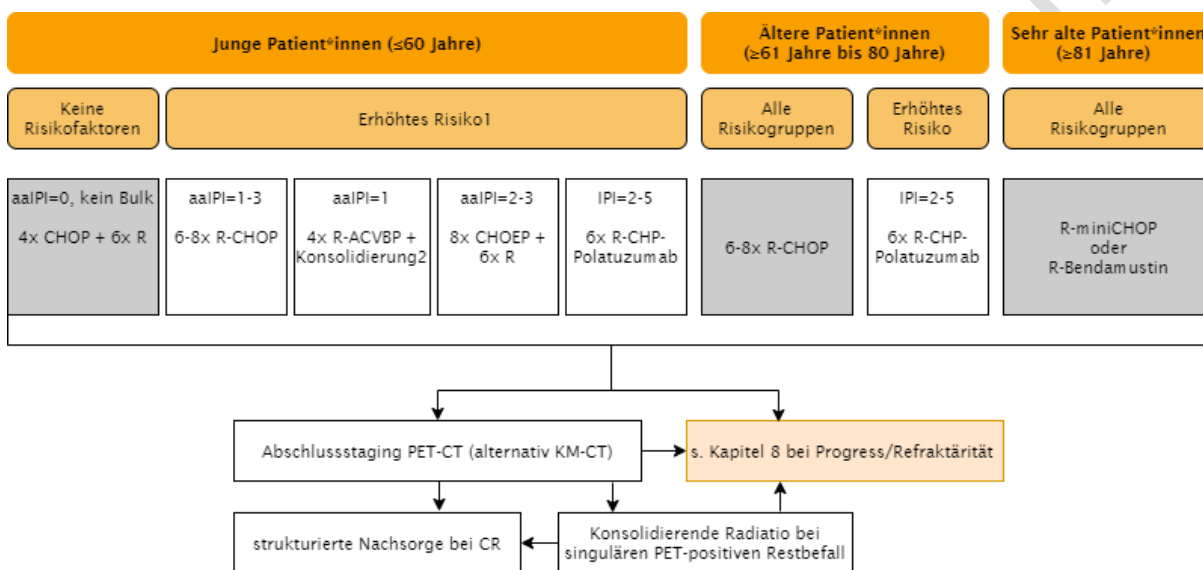 Junge Patient*innen (≤60 Jahre)
Ältere Patient*innen
(≥61 Jahre bis 80 Jahre)
Sehr alte Patient*innen
(≥81 Jahre)
Keine
Risikofaktoren
Erhöhtes Risiko1
Alle
Risikogruppen
Erhöhtes
Risiko
Alle
Risikogruppen
aaIPI=0, kein Bulk
4x CHOP + 6x R
aaIPI=1-3
6-8x R-CHOP
aaIPI=1
4x R-ACVBP +
Konsolidierung2
aaIPI=2-3
8x CHOEP +
6x R
IPI=2-5
6x R-CHP-
Polatuzumab
6-8x R-CHOP
IPI=2-5
6x R-CHP-
Polatuzumab
R-miniCHOP
oder
R-Bendamustin
Abschlussstaging PET-CT (alternativ KM-CT)
s. Kapitel 8 bei Progress/Refraktärität
strukturierte Nachsorge bei CR
Konsolidierende Radiatio bei
singulären PET-positiven Restbefall